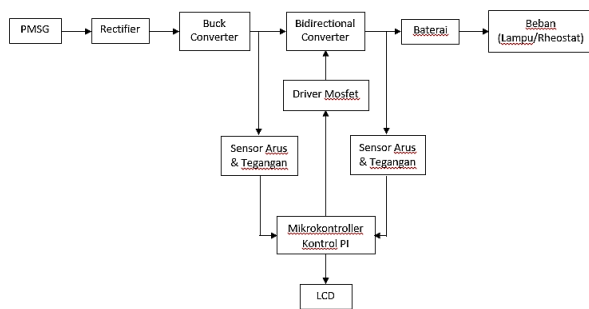 PMSG
Rectifier
Buck
Converter
Bidirectional
Converter
Baterai
Beban
(Lampu/Rheostat)
Driver Mosfet
Sensor Arus
& Tegangan
Sensor Arus
& Tegangan
Mikrokontroller
Kontrol PI
LCD